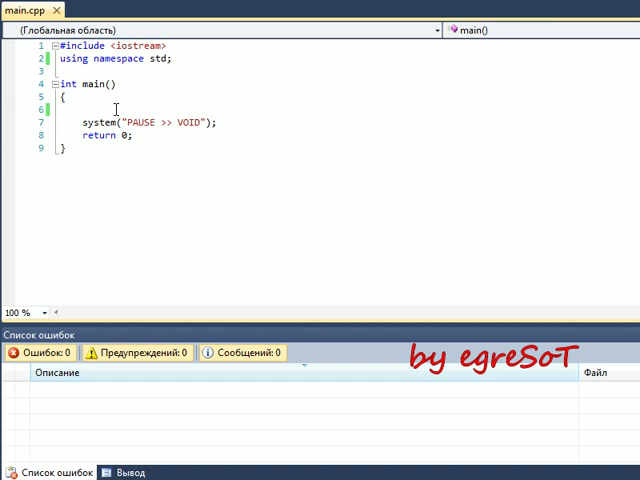 main.cpp
(Глобальная область)
main()
1 #include <iostream>
2 using namespace std;
3
4 int main()
5 {
6
7 system("PAUSE >> VOID");
8 return 0;
9 }
100 %
Список ошибок
Ошибок: 0
Предупреждений: 0
Сообщений: 0
by egreSoT
Описание
Файл
Список ошибок
Вывод